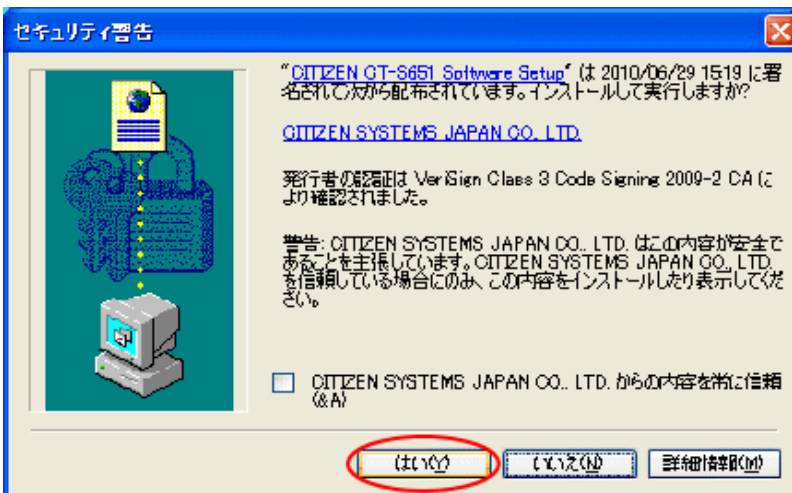 セキュリティ警告
"CITIZEN CT-S651 Software Setup" は 2010/06/29 15:19 に署
名されて次から配布されています。インストールして実行しますか?
CITIZEN SYSTEMS JAPAN CO., LTD.
発行者の認証は VeriSign Class 3 Code Signing 2009-2 CA に
より確認されました。
警告: CITIZEN SYSTEMS JAPAN CO., LTD. はこの内容が安全で
あることを主張しています。CITIZEN SYSTEMS JAPAN CO., LTD.
を信頼している場合にのみ、この内容をインストールしたり表示してくだ
さい。
CITIZEN SYSTEMS JAPAN CO., LTD. からの内容を常に信頼
(&A)
はい(Y)
いいえ(N)
詳細情報(M)